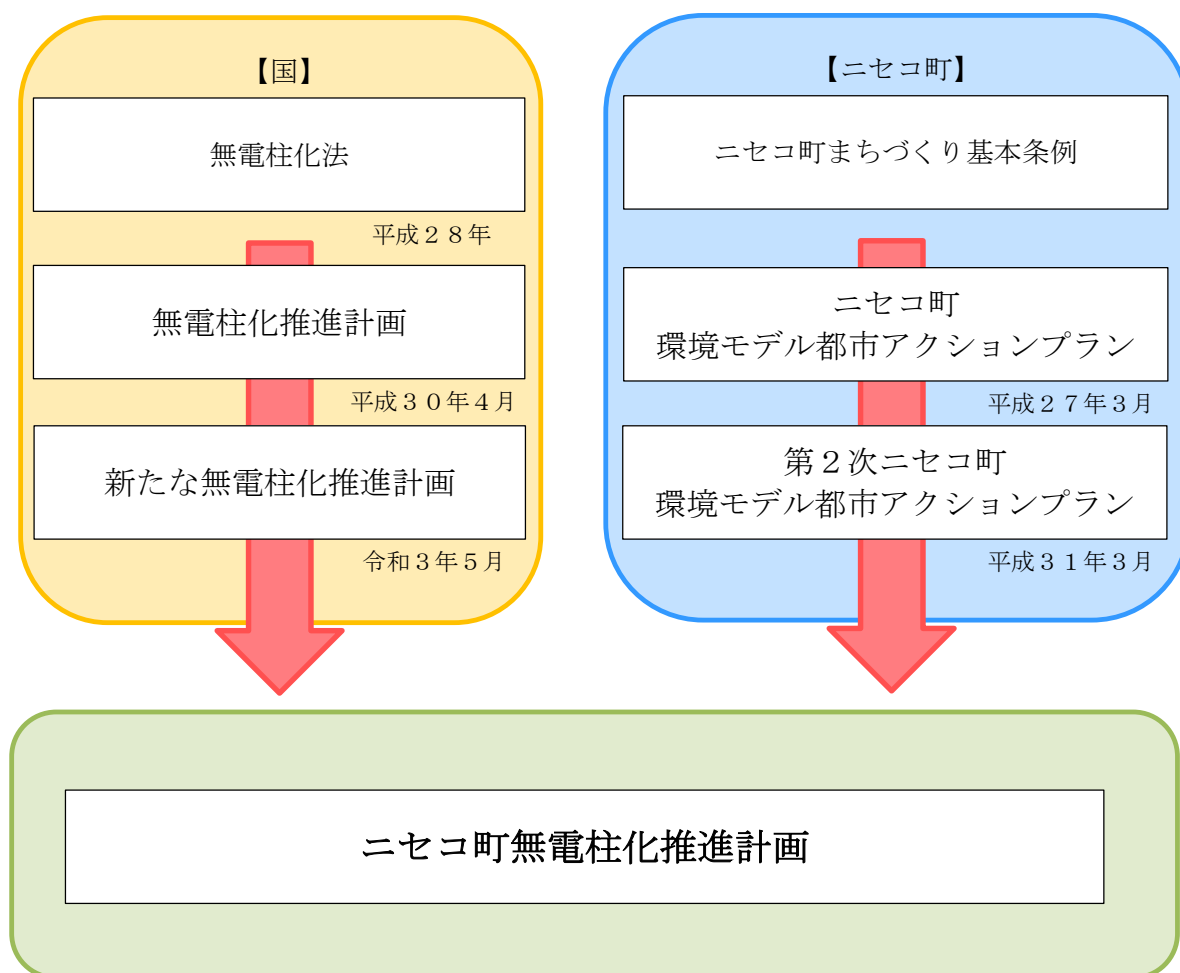 【国】
無電柱化法
平成２８年
無電柱化推進計画
平成３０年４月
新たな無電柱化推進計画
令和３年５月
【ニセコ町】
ニセコ町まちづくり基本条例
ニセコ町
環境モデル都市アクションプラン
平成２７年３月
第２次ニセコ町
環境モデル都市アクションプラン
平成３１年３月
ニセコ町無電柱化推進計画